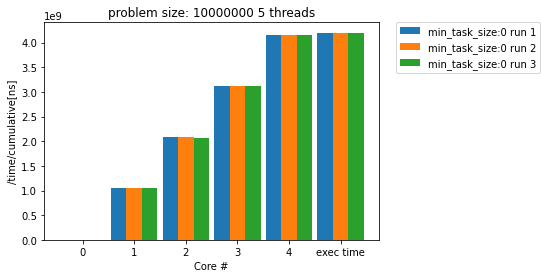 problem size: 10000000 5 threads
1e9
4.0
3.5
3.0
2.5
2.0
1.5
1.0
0.5
0.0
/time/cumulative[ns]
0 1 2 3 4 exec time
Core #
min_task_size:0 run 1
min_task_size:0 run 2
min_task_size:0 run 3